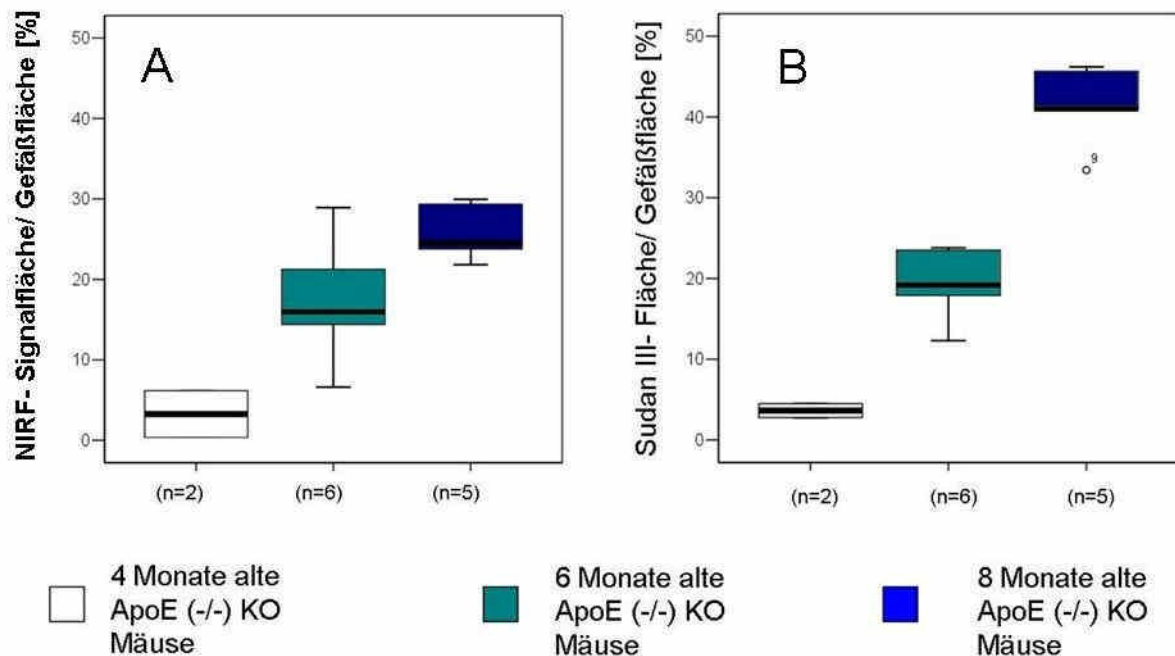 NIRF- Signalfläche/ Gefäßfläche [%]
A
50
40
30
20
10
0
(n=2)
(n=6)
(n=5)
Sudan III- Fläche/ Gefäßfläche [%]
B
50
40
30
20
10
0
9
(n=2)
(n=6)
(n=5)
4 Monate alte
ApoE (-/-) KO
Mäuse
6 Monate alte
ApoE (-/-) KO
Mäuse
8 Monate alte
ApoE (-/-) KO
Mäuse